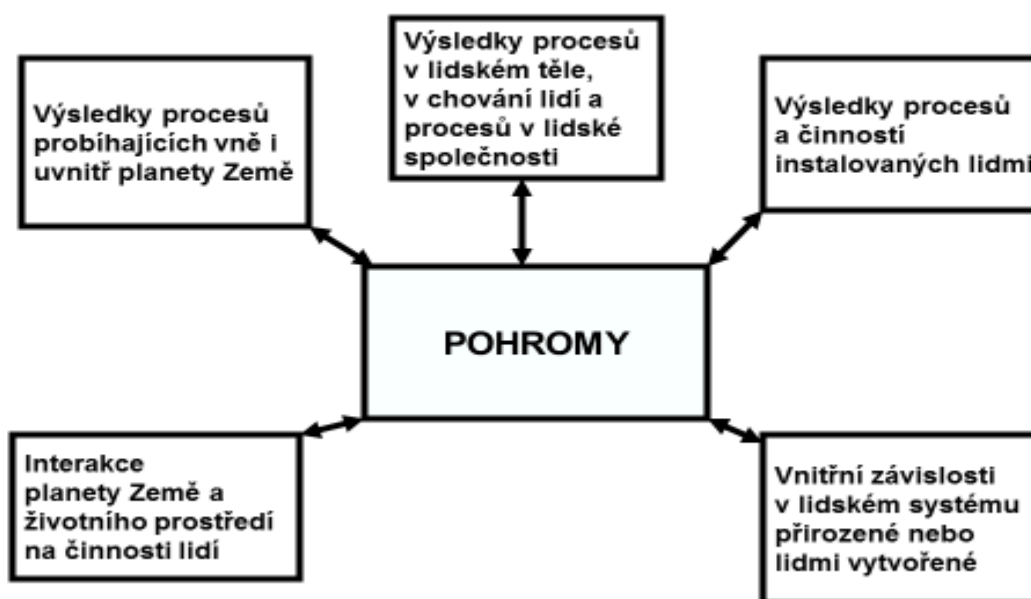 Výsledky procesů
probíhajících vně i
uvnitř planety Země
Výsledky procesů
v lidském těle,
v chování lidí a
procesů v lidské
společnosti
Výsledky procesů
a činností
instalovaných lidmi
POHROMY
Interakce
planety Země a
životního prostředí
na činnosti lidí
Vnitřní závislosti
v lidském systému
přirozené nebo
lidmi vytvořené